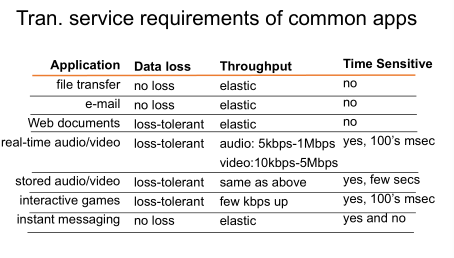 Tran. service requirements of common apps
Application Data loss Throughput Time Sensitive
file transfer no loss elastic no
e-mail no loss elastic no
Web documents loss-tolerant elastic no
real-time audio/video loss-tolerant audio: 5kbps-1Mbps yes, 100's msec
video:10kbps-5Mbps
stored audio/video loss-tolerant same as above yes, few secs
interactive games loss-tolerant few kbps up yes, 100's msec
instant messaging no loss elastic yes and no